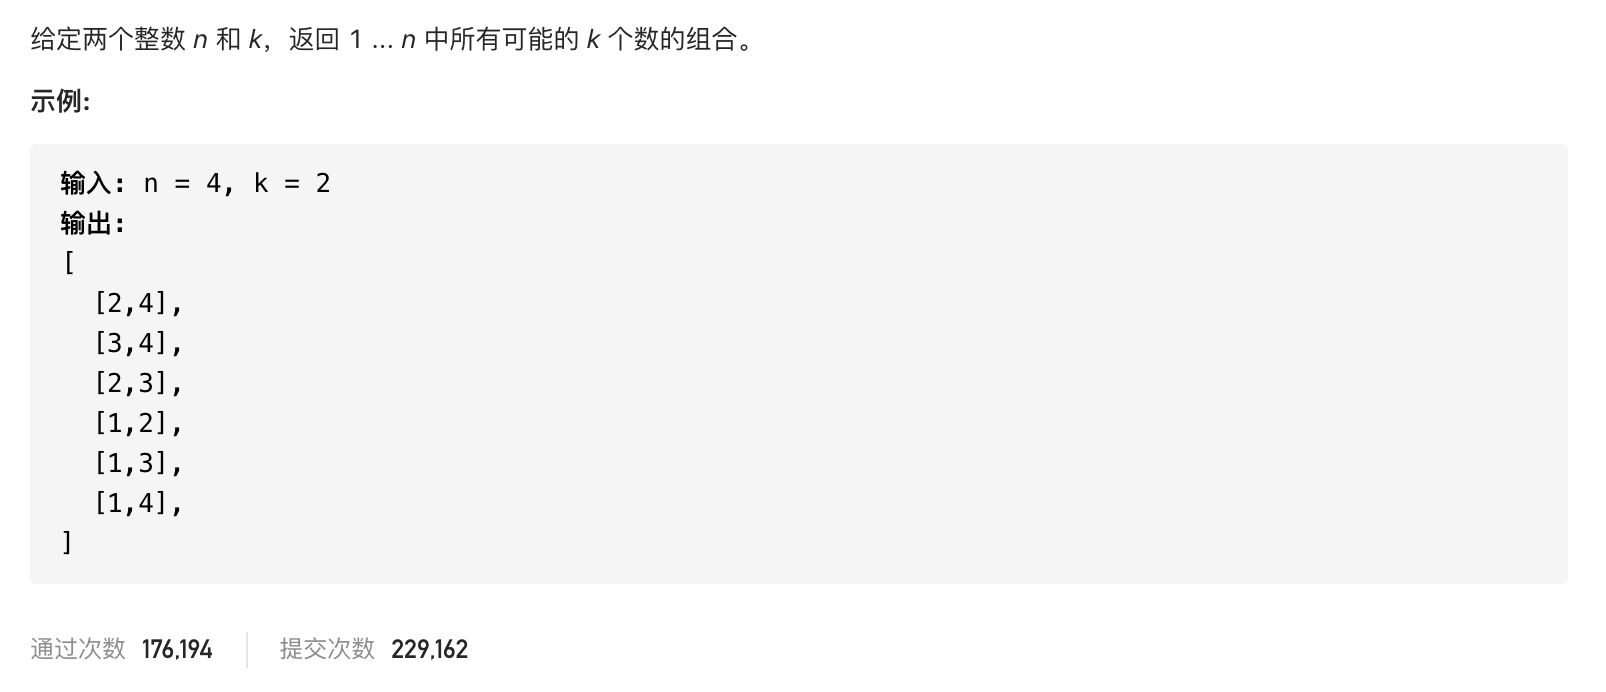 给定两个整数 n 和 k，返回 1 ... n 中所有可能的 k 个数的组合。
示例:
输入: n = 4, k = 2
输出:
[
  [2,4],
  [3,4],
  [2,3],
  [1,2],
  [1,3],
  [1,4],
]
通过次数 176,194 提交次数 229,162